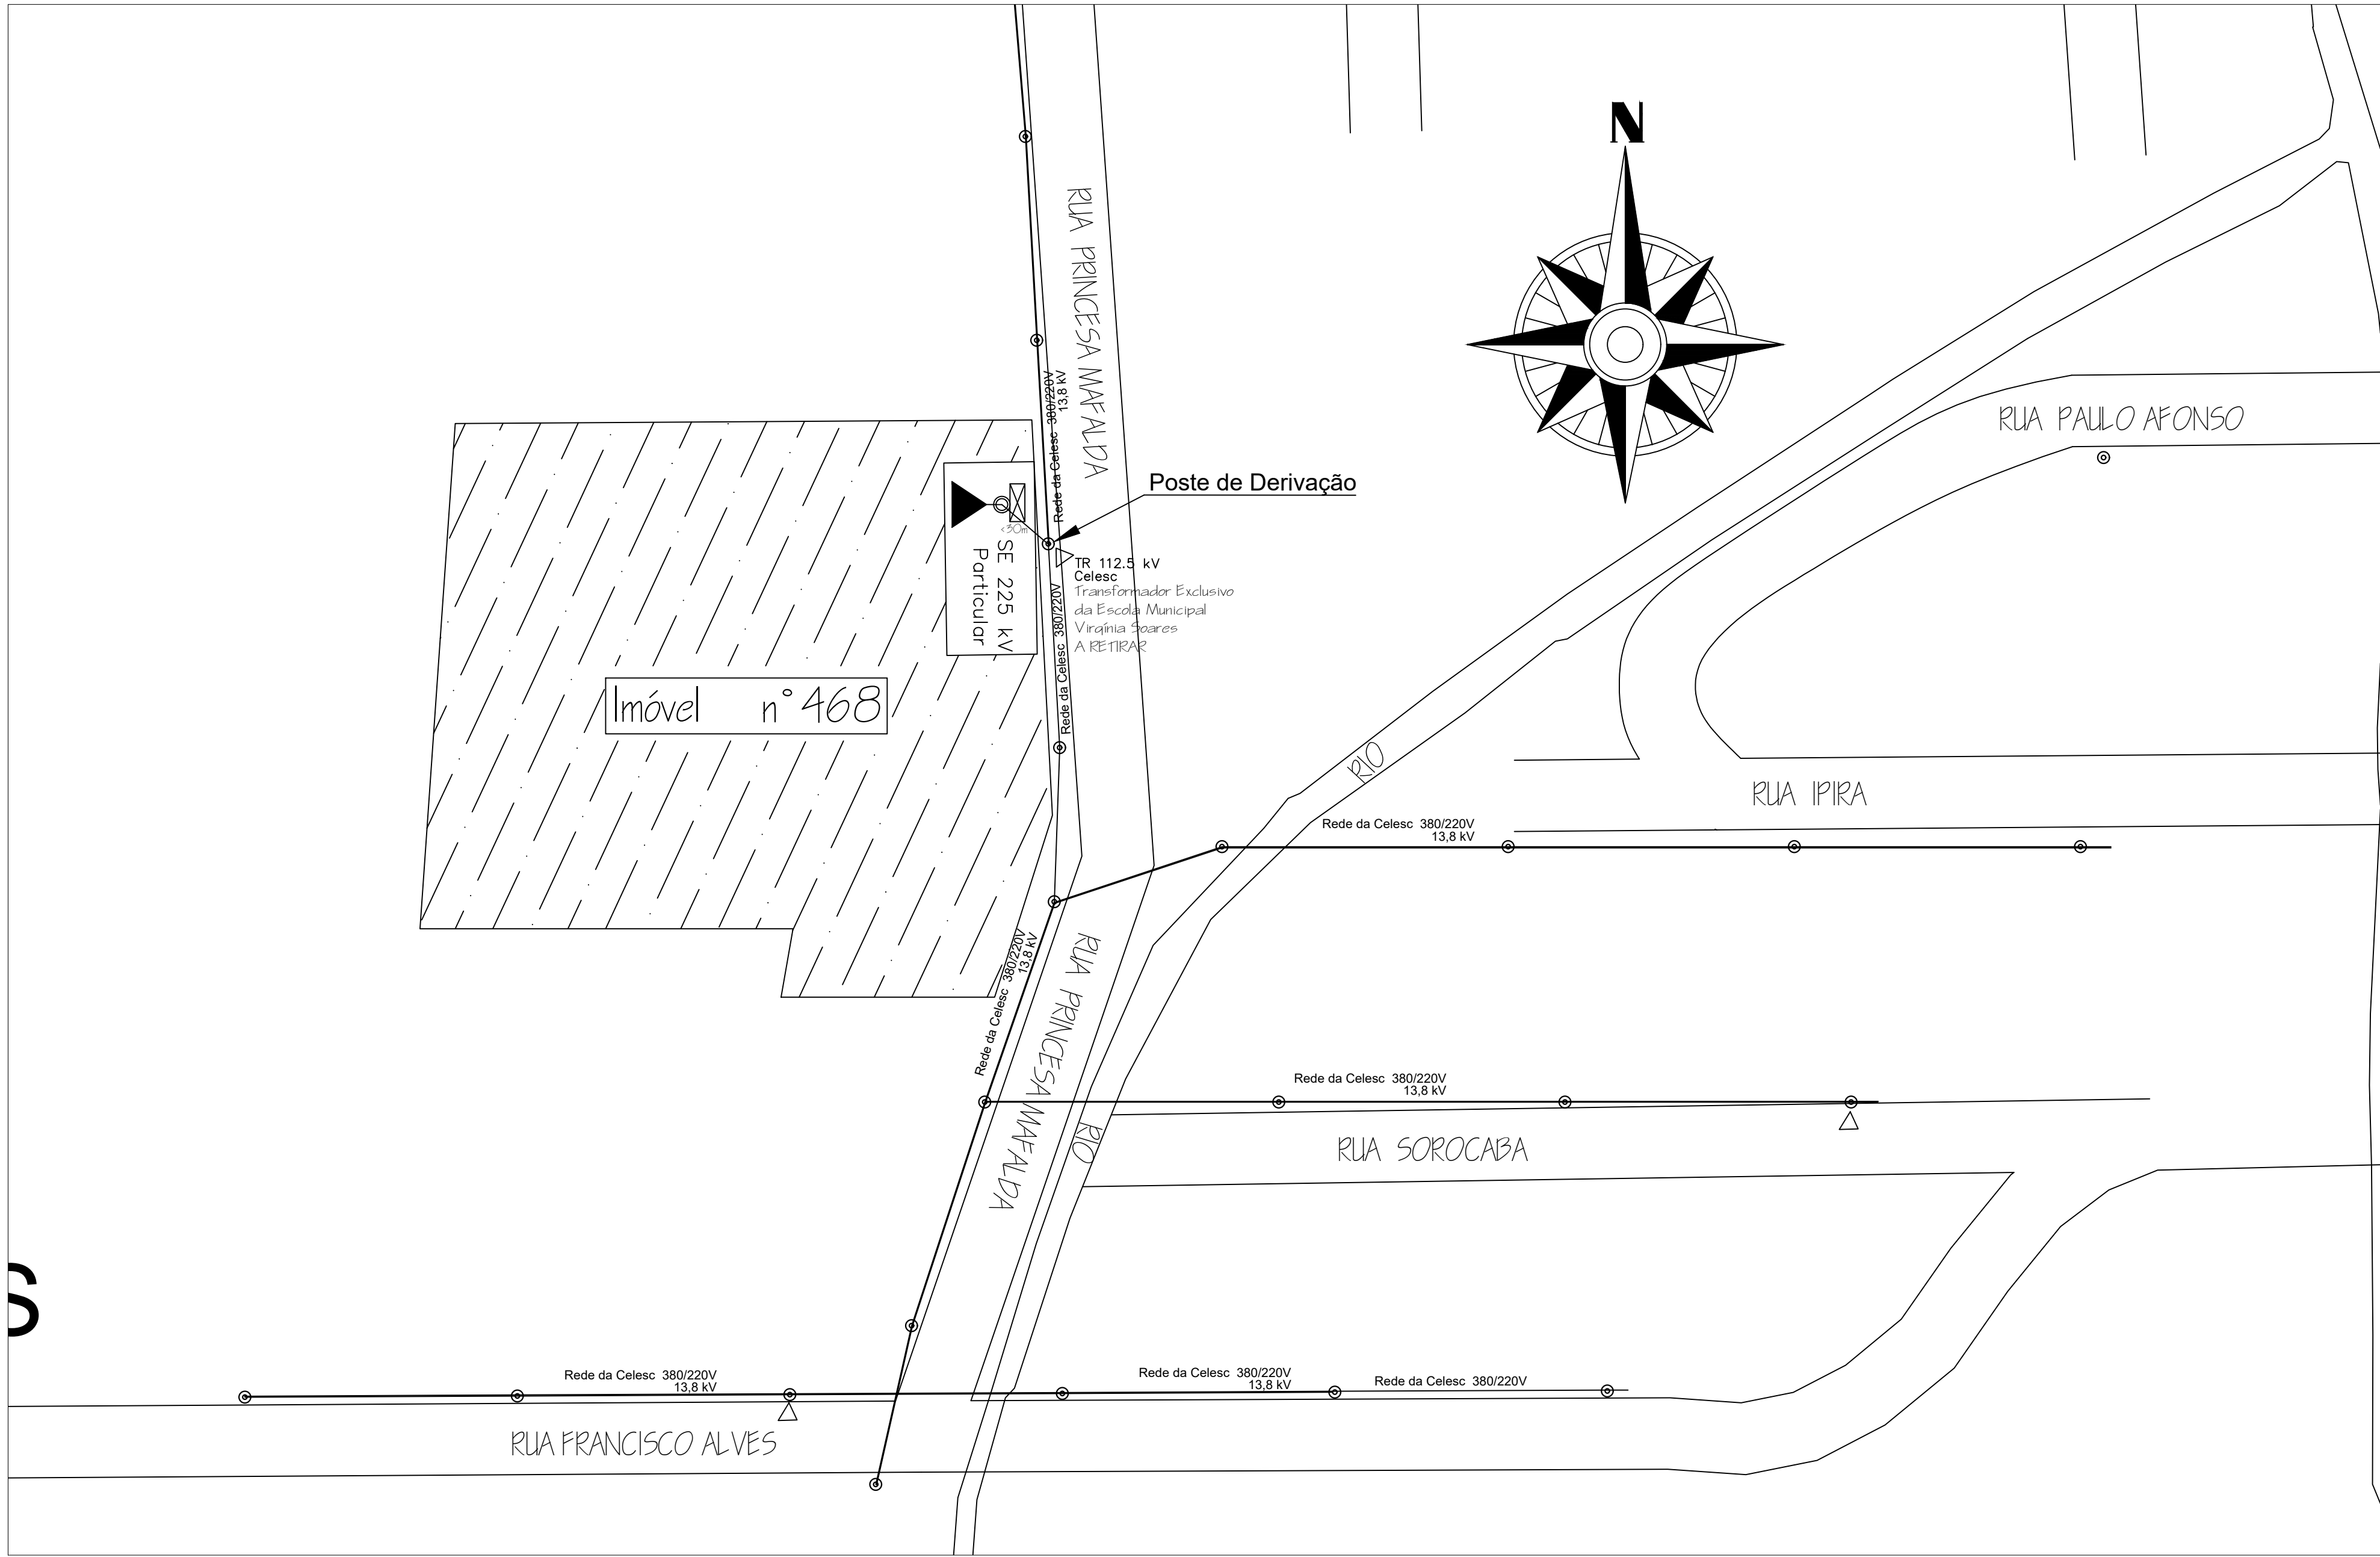 N
RUA PRINCESA MAFALDA
Rede da Celesc 380/220V
13,8 kV
RUA PAULO AFONSO
Poste de Derivação
<30m
SE 225 kV
Particular
TR 112.5 kV
Celesc
Transformador Exclusivo
da Escola Municipal
Virgínia Soares
A RETIRAR
Rede da Celesc 380/220V
Imóvel n°468
RIO
RUA IPIRA
Rede da Celesc 380/220V
13,8 kV
Rede da Celesc 380/220V
13,8 kV
RUA PRINCESA MAFALDA
Rede da Celesc 380/220V
13,8 kV
RIO
RUA SOROCABA
S
Rede da Celesc 380/220V
13,8 kV
Rede da Celesc 380/220V
13,8 kV
Rede da Celesc 380/220V
RUA FRANCISCO ALVES